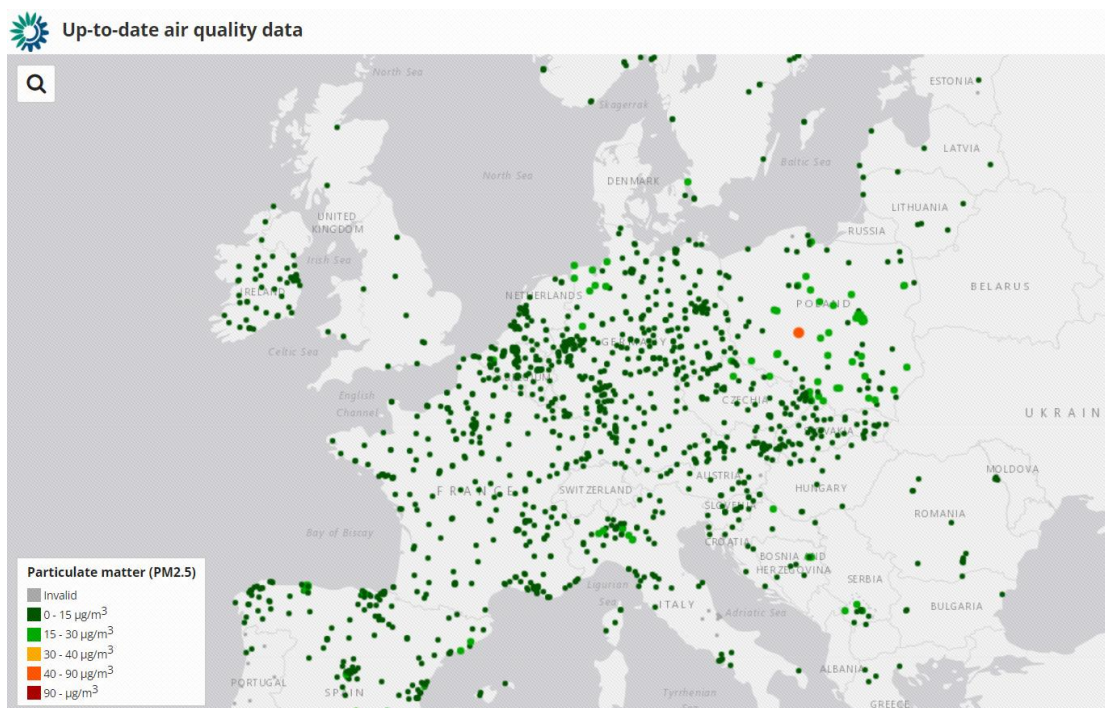 Up-to-date air quality data
North Sea
ESTONIA
Skagerrak
LATVIA
Baltic Sea
North Sea
DENMARK
LITHUANIA
UNITED
KINGDOM
RUSSIA
Irish Sea
BELARUS
IRELAND
NETHERLANDS
POLAND
GERMANY
Celtic Sea
BELGIUM
English
Channel
CZECHIA
UKRAIN
SLOVAKIA
MOLDOVA
AUSTRIA
FRANCE
SWITZERLAND
HUNGARY
SLOVENIA
ROMANIA
Bay of Biscay
CROATIA
BOSNIA AND
HERZEGOVINA
SERBIA
Ligurian
Sea
ITALY
Adriatic Sea
BULGARIA
ALBANIA
PORTUGAL
SPAIN
Tyrrhenian
Sea
GREECE
Particulate matter (PM2.5)
Invalid
0 - 15 µg/m³
15 - 30 µg/m³
30 - 40 µg/m³
40 - 90 µg/m³
90 - µg/m³